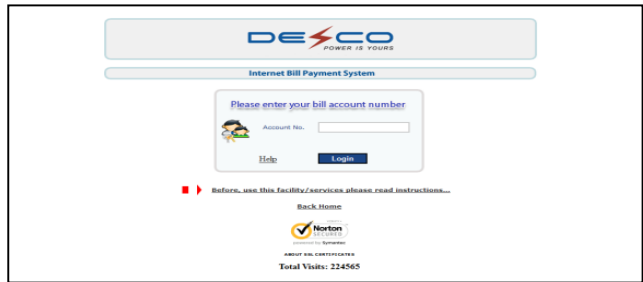 DESCO
POWER IS YOURS
Internet Bill Payment System
Please enter your bill account number
Account No.
Help Login
Before, use this facility/services please read instructions...
Back Home
Norton
SECURED
powered by Symantec
ABOUT SSL CERTIFICATES
Total Visits: 224565